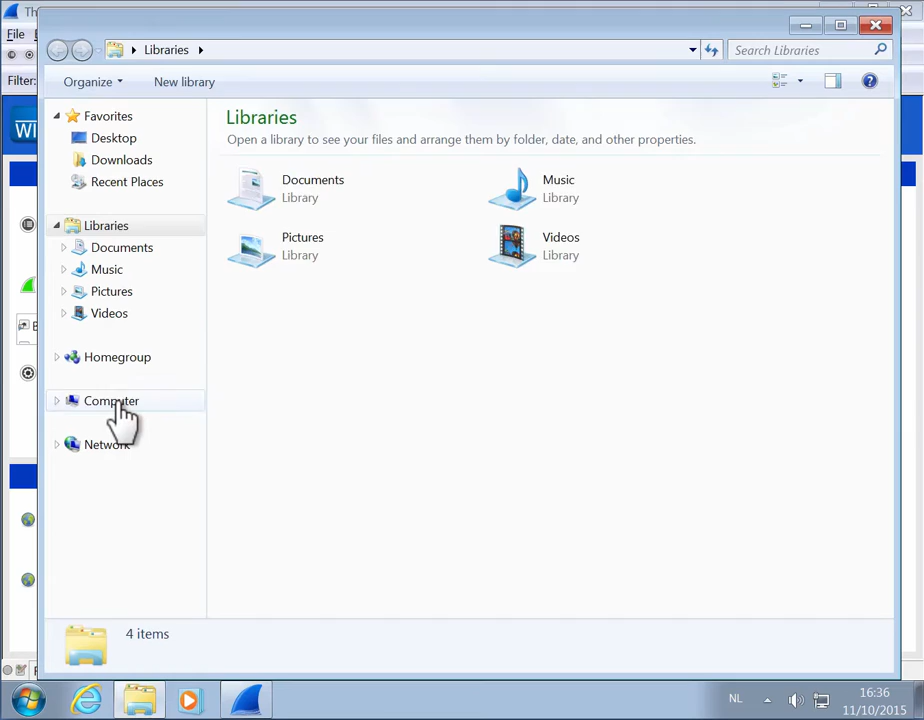 Th
File
Filter:
WI
Libraries
Search Libraries
Organize
New library
Favorites
Desktop
Downloads
Recent Places
Libraries
Documents
Music
Pictures
Videos
Homegroup
Computer
Network
Libraries
Open a library to see your files and arrange them by folder, date, and other properties.
Documents
Library
Music
Library
Pictures
Library
Videos
Library
4 items
NL
16:36
11/10/2015